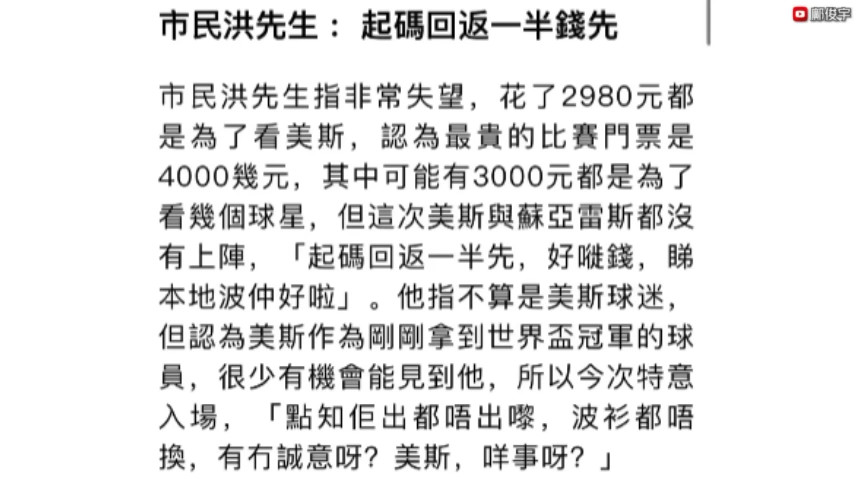 鄺俊宇
市民洪先生： 起碼回返一半錢先
市民洪先生指非常失望，花了2980元都
是為了看美斯，認為最貴的比賽門票是
4000幾元，其中可能有3000元都是為了
看幾個球星，但這次美斯與蘇亞雷斯都沒
有上陣，「起碼回返一半先，好嘥錢，睇
本地波仲好啦」。他指不算是美斯球迷，
但認為美斯作為剛剛拿到世界盃冠軍的球
員，很少有機會能見到他，所以今次特意
入場，「點知佢出都唔出嚟，波衫都唔
換，有冇誠意呀？美斯，咩事呀？」